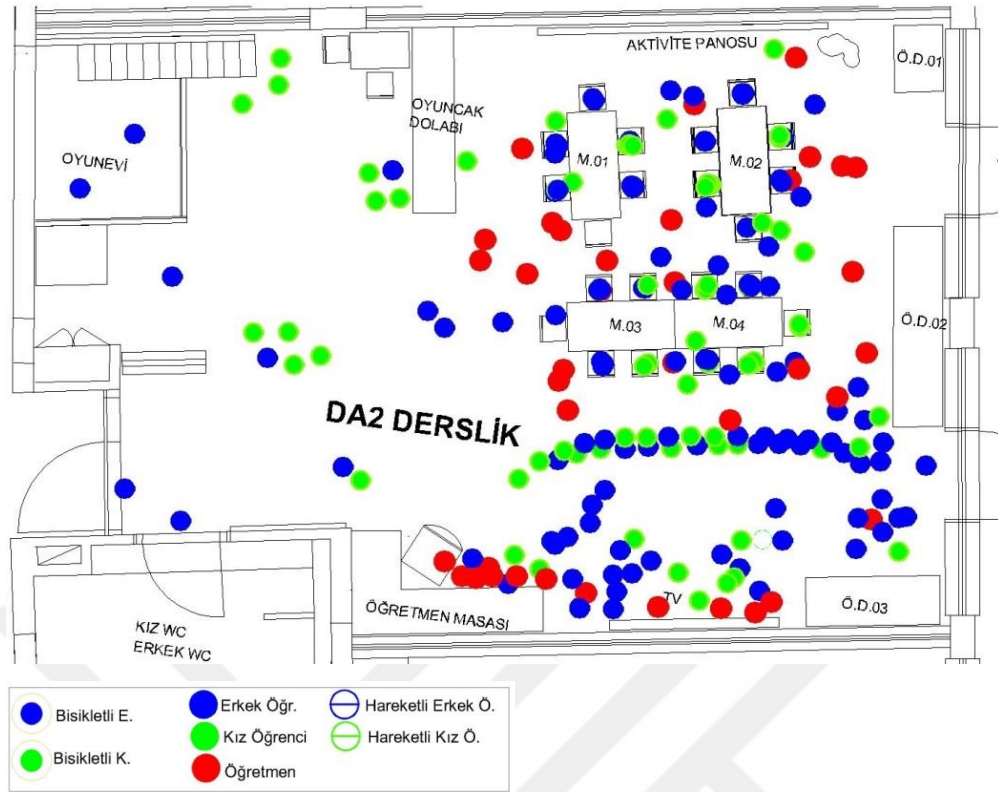 AKTİVİTE PANOSU
Ö.D.01
OYUNCAK
DOLABI
OYUNEVİ
M.01
M.02
M.03
M.04
Ö.D.02
DA2 DERSLİK
TV
Ö.D.03
ÖĞRETMEN MASASI
KIZ WC
ERKEK WC
Bisikletli E.
Erkek Öğr.
Hareketli Erkek Ö.
Bisikletli K.
Kız Öğrenci
Hareketli Kız Ö.
Öğretmen